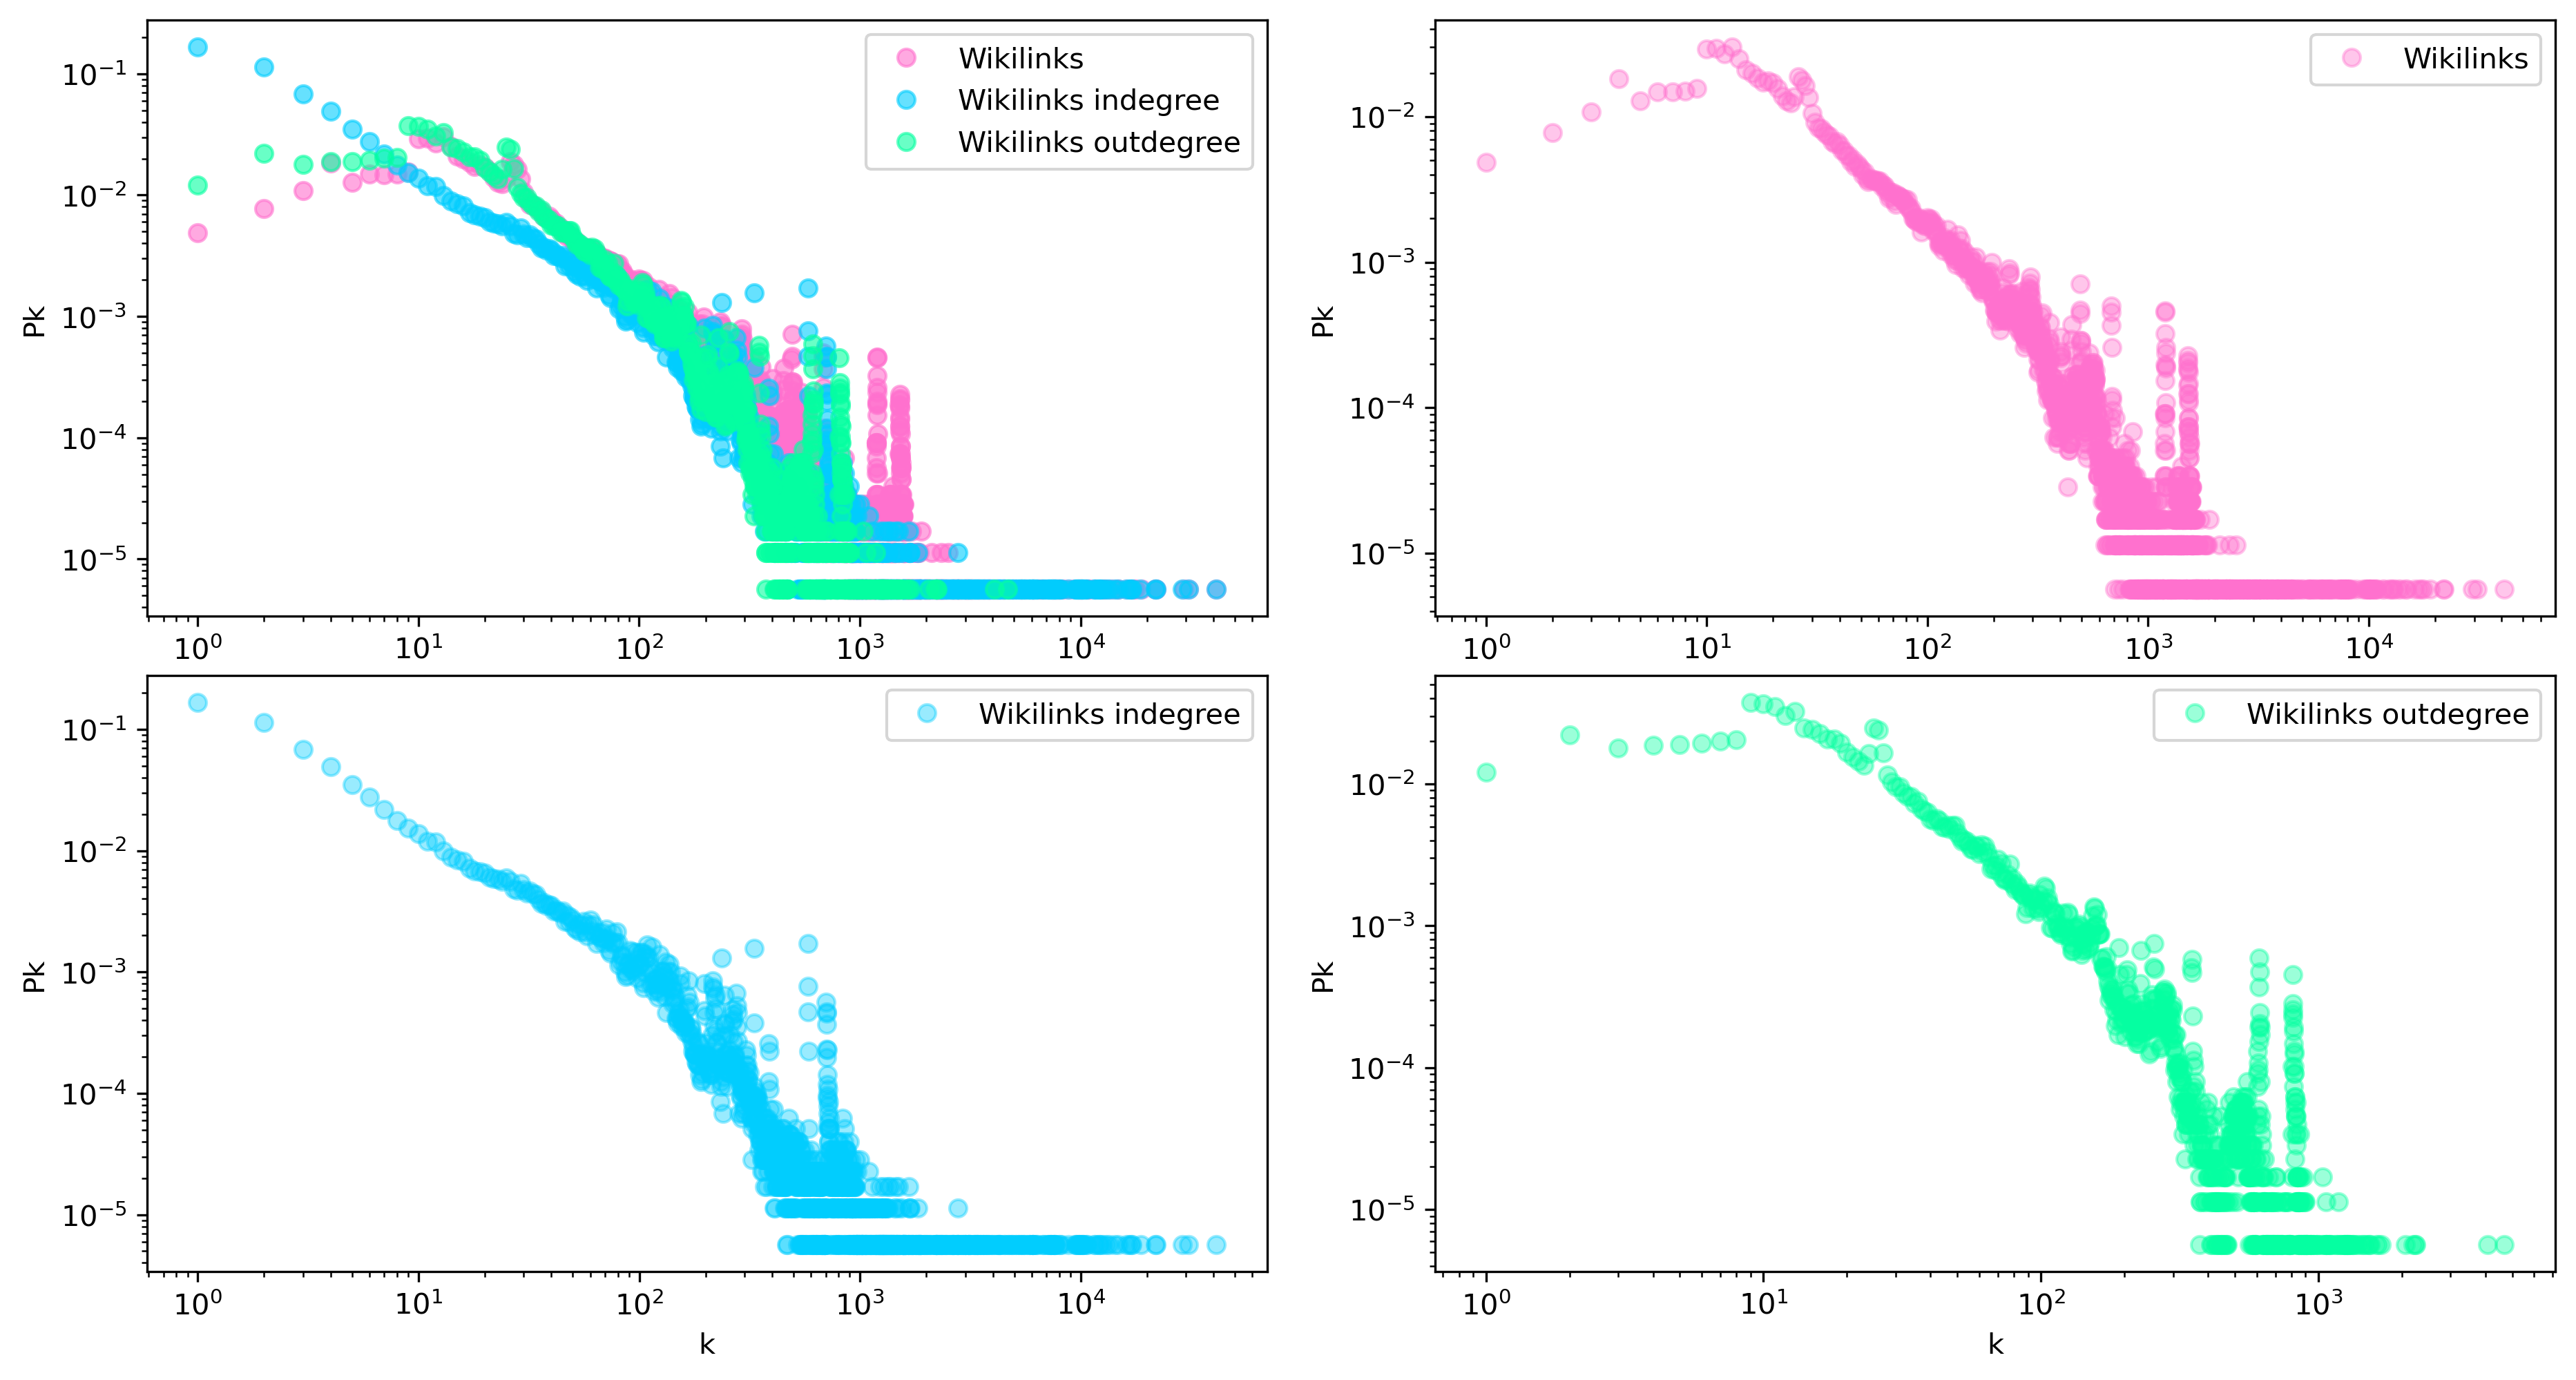 Wikilinks
Wikilinks indegree
Wikilinks outdegree
Pk
10⁻¹
10⁻²
10⁻³
10⁻⁴
10⁻⁵
10⁰ 10¹ 10² 10³ 10⁴
Wikilinks
Pk
10⁻²
10⁻³
10⁻⁴
10⁻⁵
10⁰ 10¹ 10² 10³ 10⁴
Wikilinks indegree
Pk
10⁻¹
10⁻²
10⁻³
10⁻⁴
10⁻⁵
10⁰ 10¹ 10² 10³ 10⁴
k
Wikilinks outdegree
Pk
10⁻²
10⁻³
10⁻⁴
10⁻⁵
10⁰ 10¹ 10² 10³
k